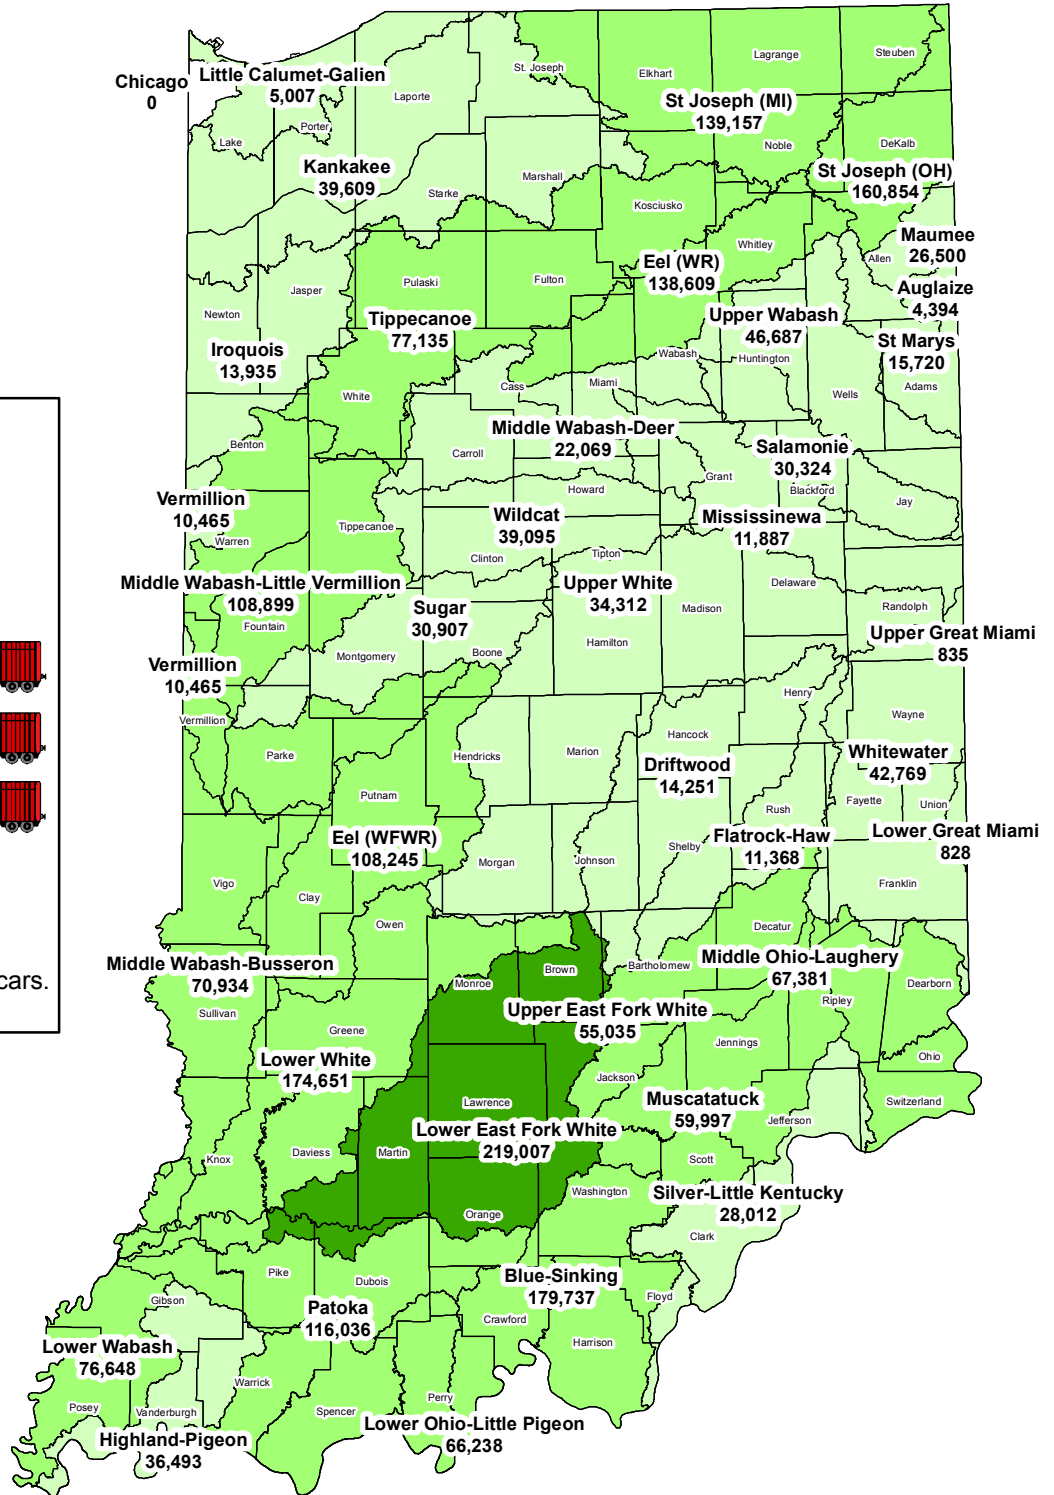 Chicago
0
Little Calumet-Galien
5,007
St. Joseph
Elkhart
Lagrange
Steuben
Laporte
Porter
Lake
St Joseph (MI)
139,157
Noble
DeKalb
Kankakee
39,609
Starke
Marshall
St Joseph (OH)
160,854
Kosciusko
Whitley
Maumee
26,500
Allen
Eel (WR)
138,609
Auglaize
4,394
Pulaski
Fulton
Jasper
Newton
Tippecanoe
77,135
Upper Wabash
46,687
St Marys
15,720
Iroquois
13,935
Wabash
Huntington
Cass
Miami
Adams
Wells
White
Middle Wabash-Deer
22,069
Benton
Carroll
Salamonie
30,324
Grant
Blackford
Howard
Jay
Vermillion
10,465
Warren
Tippecanoe
Wildcat
39,095
Mississinewa
11,887
Clinton
Tipton
Middle Wabash-Little Vermillion
108,899
Upper White
34,312
Delaware
Madison
Randolph
Sugar
30,907
Fountain
Hamilton
Upper Great Miami
835
Boone
Montgomery
Vermillion
10,465
Henry
Vermillion
Wayne
Hancock
Parke
Hendricks
Marion
Driftwood
14,251
Whitewater
42,769
Putnam
Rush
Fayette
Union
Eel (WFWR)
108,245
Flatrock-Haw
11,368
Lower Great Miami
828
Shelby
Morgan
Johnson
Vigo
Clay
Franklin
Owen
Decatur
Middle Wabash-Busseron
70,934
Bartholomew
Brown
Monroe
Middle Ohio-Laughery
67,381
Dearborn
cars.
Ripley
Sullivan
Upper East Fork White
55,035
Greene
Jennings
Ohio
Lower White
174,651
Jackson
Lawrence
Muscatatuck
59,997
Switzerland
Jefferson
Lower East Fork White
219,007
Daviess
Martin
Knox
Scott
Washington
Silver-Little Kentucky
28,012
Orange
Clark
Pike
Dubois
Blue-Sinking
179,737
Gibson
Floyd
Patoka
116,036
Crawford
Harrison
Lower Wabash
76,648
Warrick
Perry
Posey
Vanderburgh
Spencer
Lower Ohio-Little Pigeon
66,238
Highland-Pigeon
36,493